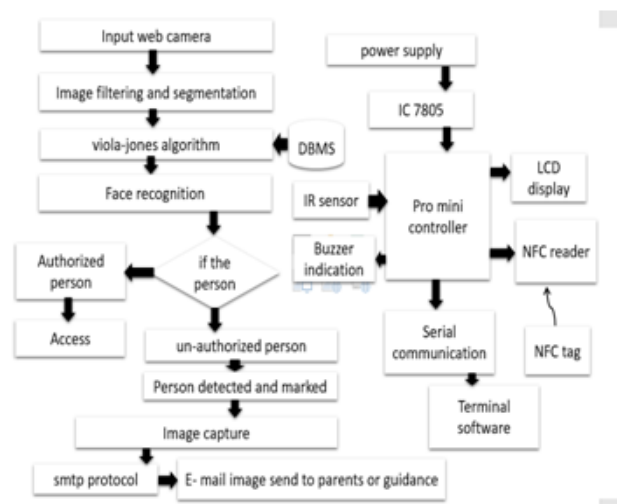 Input web camera
Image filtering and segmentation
viola-jones algorithm
DBMS
Face recognition
if the
person
Authorized
person
Access
un-authorized person
Person detected and marked
Image capture
smtp protocol
E- mail image send to parents or guidance
power supply
IC 7805
Pro mini
controller
IR sensor
Buzzer
indication
LCD
display
NFC reader
NFC tag
Serial
communication
Terminal
software